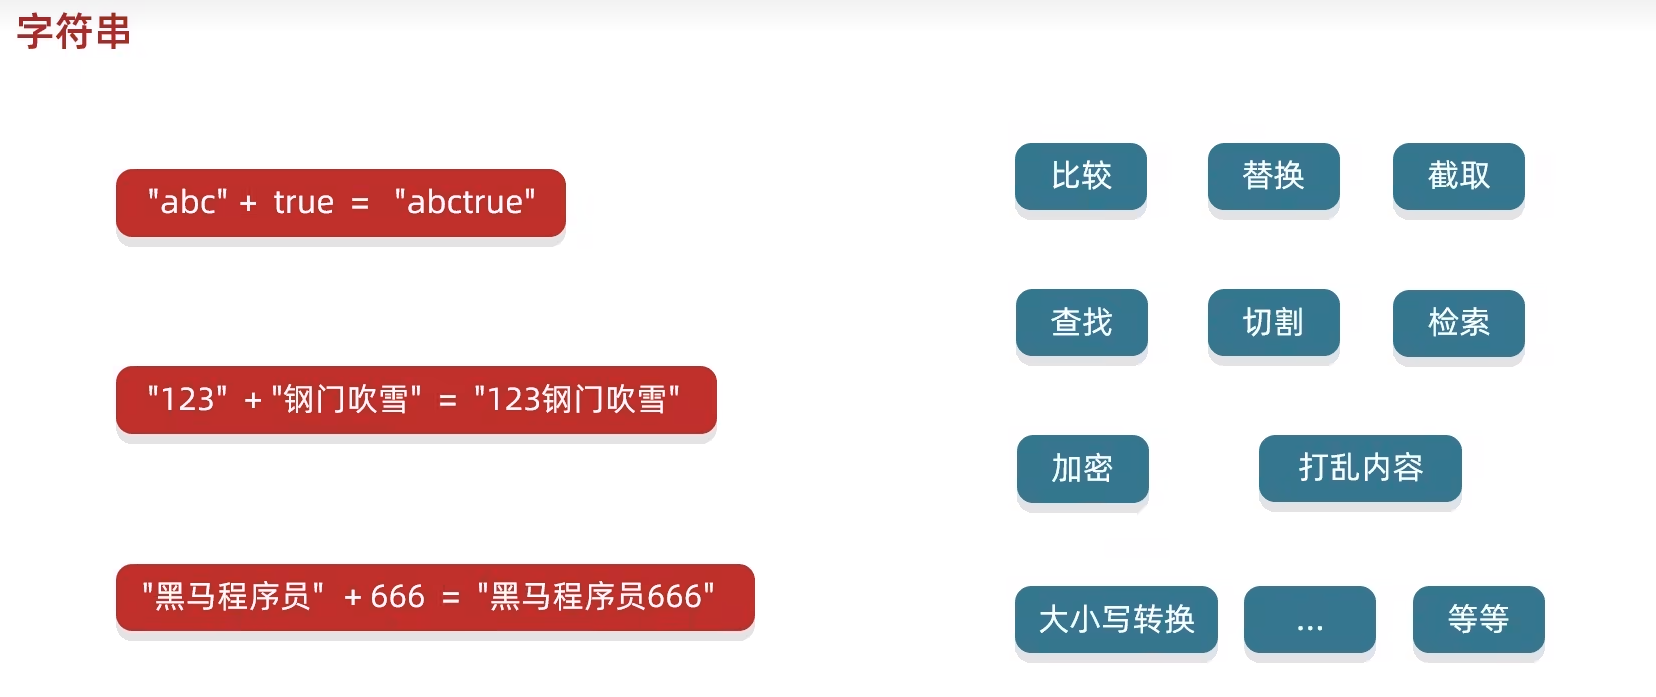 字符串
"abc" + true = "abctrue"
"123" + "钢门吹雪" = "123钢门吹雪"
"黑马程序员" + 666 = "黑马程序员666"
比较 替换 截取
查找 切割 检索
加密 打乱内容
大小写转换 ... 等等